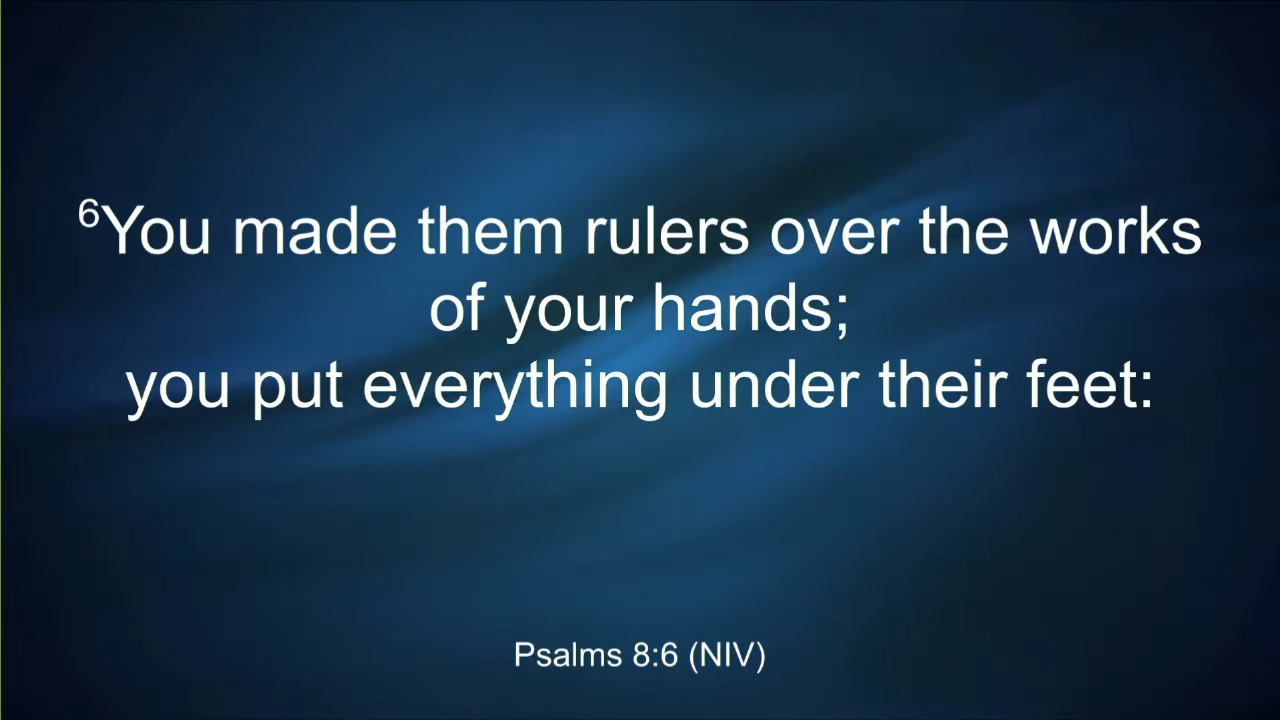 ⁶You made them rulers over the works
of your hands;
you put everything under their feet:
Psalms 8:6 (NIV)